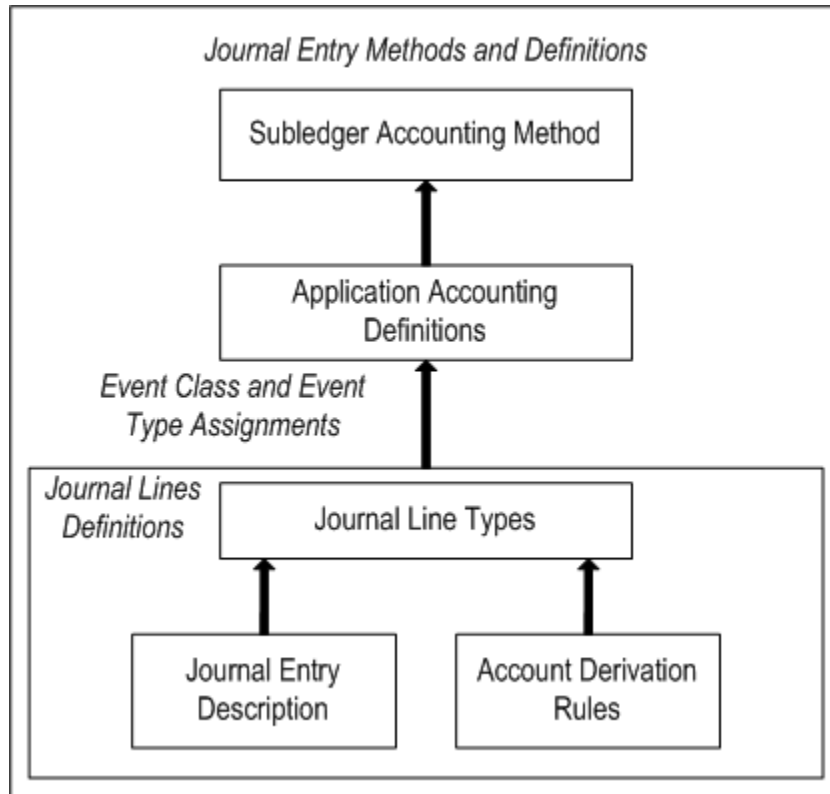 Journal Entry Methods and Definitions
Subledger Accounting Method
Application Accounting
Definitions
Event Class and Event
Type Assignments
Journal Lines
Definitions
Journal Line Types
Journal Entry
Description
Account Derivation
Rules